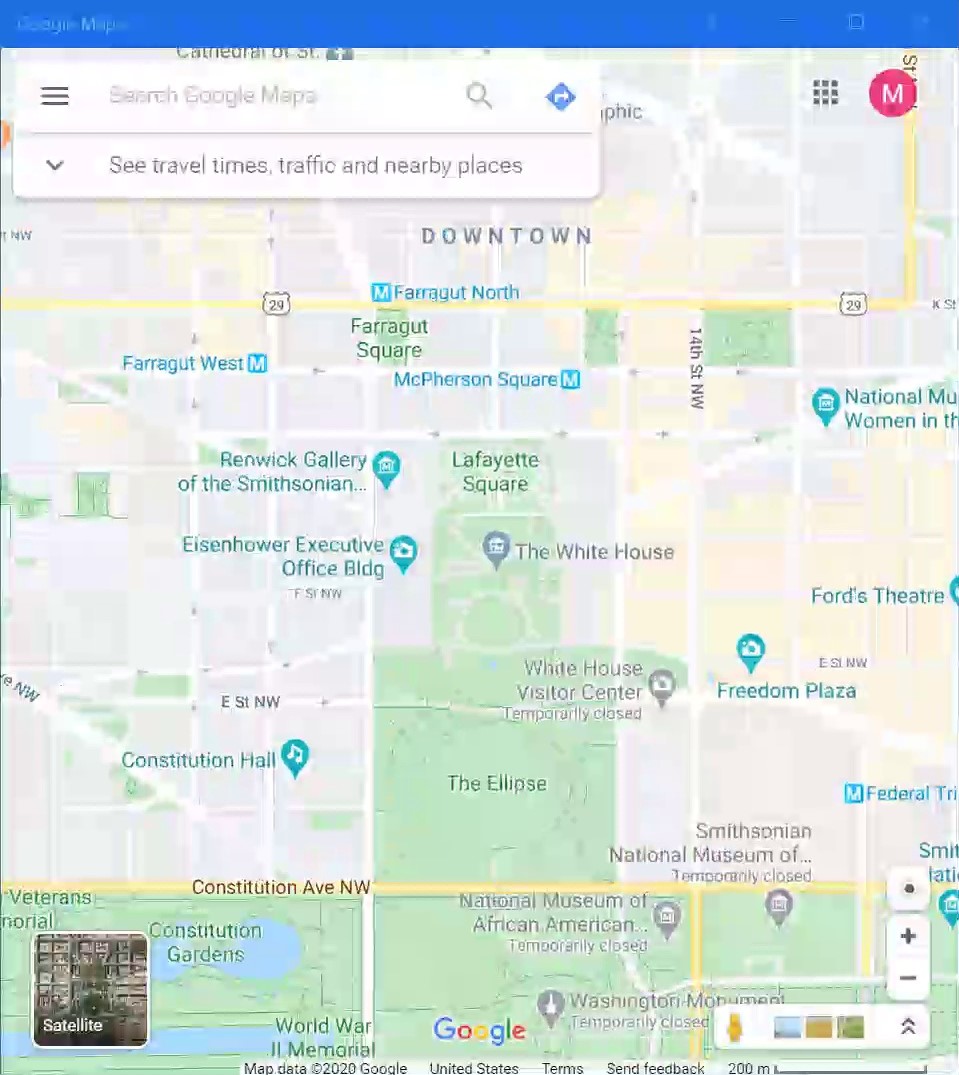 Google Maps
Cathedral of St.
Search Google Maps
phic
M
See travel times, traffic and nearby places
St
t NW
DOWNTOWN
Farragut North
29
29
K St
Farragut
Square
14th St NW
Farragut West
McPherson Square
National Mu
Women in th
Renwick Gallery
of the Smithsonian...
Lafayette
Square
Eisenhower Executive
Office Bldg
The White House
F St NW
Ford's Theatre
White House
Visitor Center
Temporarily closed
E St NW
Freedom Plaza
e NW
E St NW
Constitution Hall
The Ellipse
Federal Tri
Smithsonian
National Museum of...
Temporarily closed
Smit
Constitution Ave NW
Veterans
norial
National Museum of
African American...
Temporarily closed
Constitution
Gardens
Satellite
Washington Monument
Temporarily closed
World War
II Memorial
Google
Map data ©2020 Google United States Terms Send feedback 200 m